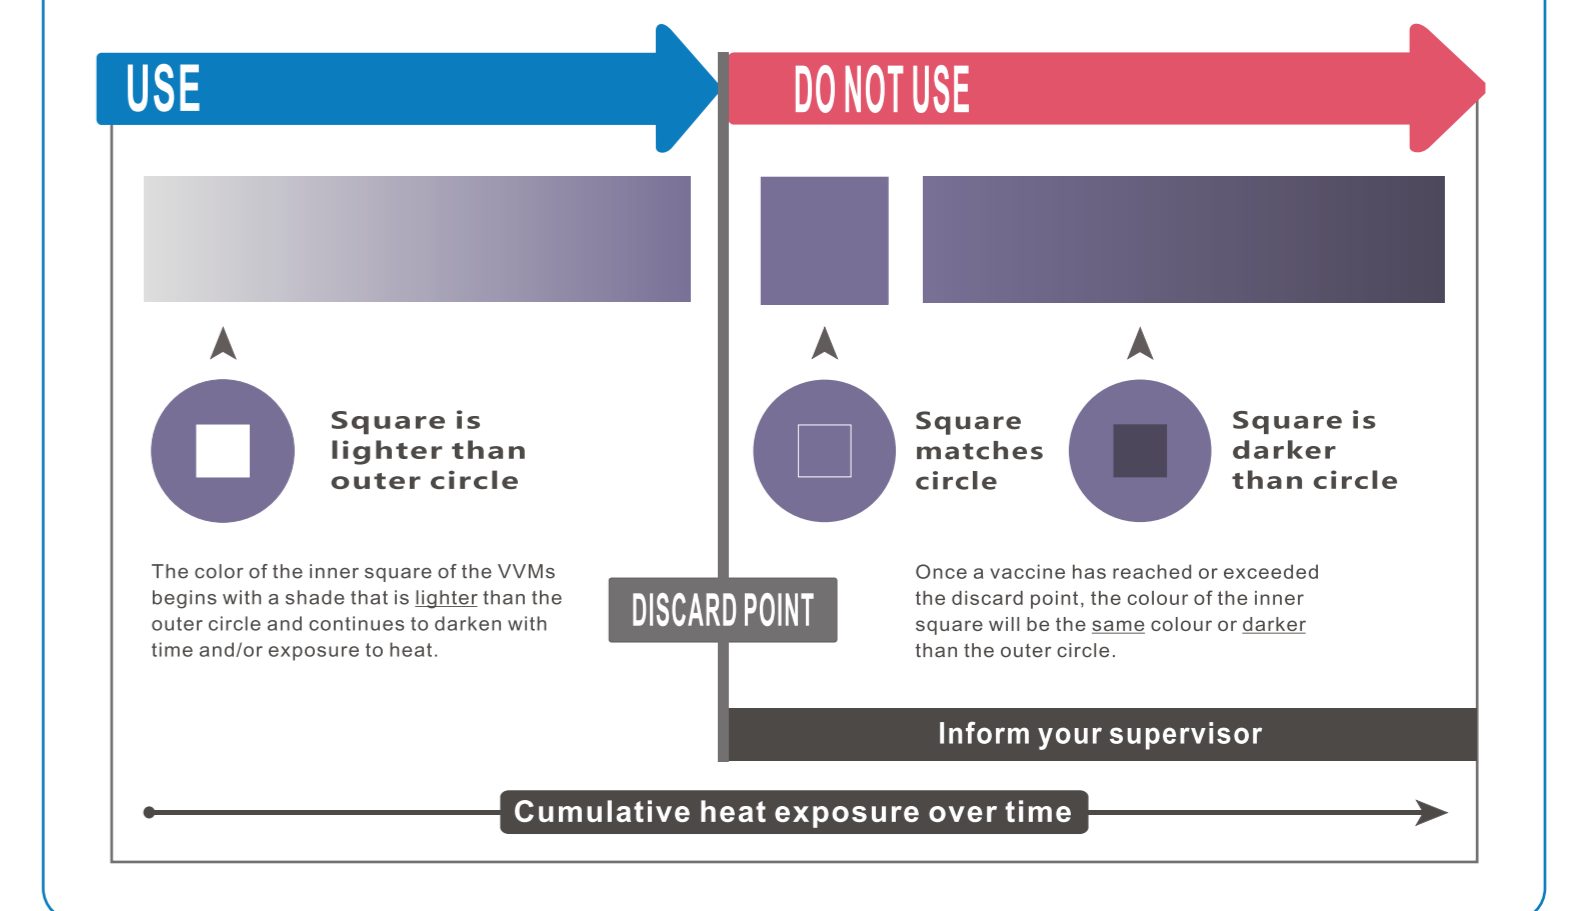 USE
DO NOT USE
Square is
lighter than
outer circle
Square
matches
circle
Square is
darker
than circle
The color of the inner square of the VVMs
begins with a shade that is lighter than the
outer circle and continues to darken with
time and/or exposure to heat.
DISCARD POINT
Once a vaccine has reached or exceeded
the discard point, the colour of the inner
square will be the same colour or darker
than the outer circle.
Inform your supervisor
Cumulative heat exposure over time